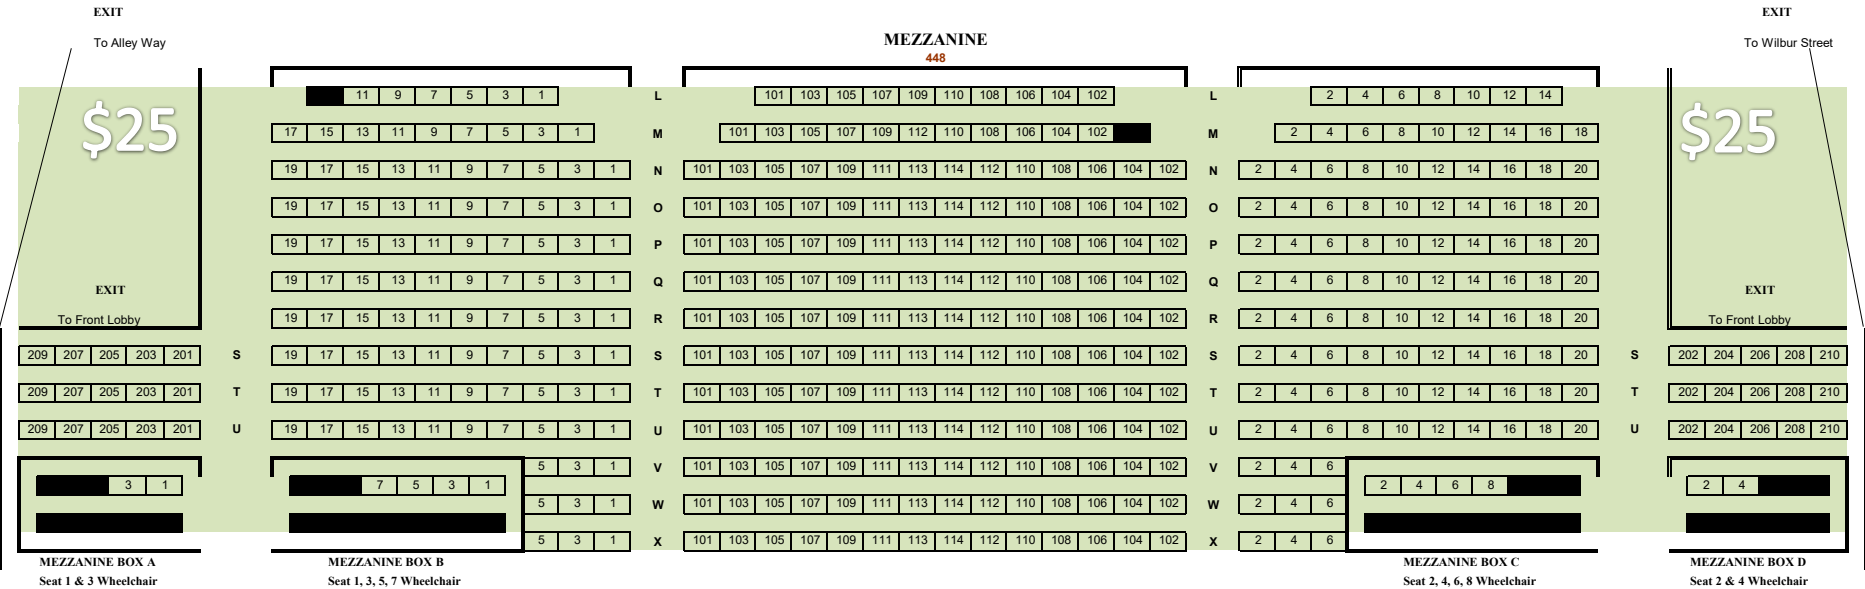 EXIT EXIT
To Alley Way MEZZANINE To Wilbur Street
448
11 9 7 5 3 1 L 101 103 105 107 109 110 108 106 104 102 L 2 4 6 8 10 12 14
$25 $25
17 15 13 11 9 7 5 3 1 M 101 103 105 107 109 112 110 108 106 104 102 M 2 4 6 8 10 12 14 16 18
19 17 15 13 11 9 7 5 3 1 N 101 103 105 107 109 111 113 114 112 110 108 106 104 102 N 2 4 6 8 10 12 14 16 18 20
19 17 15 13 11 9 7 5 3 1 O 101 103 105 107 109 111 113 114 112 110 108 106 104 102 O 2 4 6 8 10 12 14 16 18 20
19 17 15 13 11 9 7 5 3 1 P 101 103 105 107 109 111 113 114 112 110 108 106 104 102 P 2 4 6 8 10 12 14 16 18 20
19 17 15 13 11 9 7 5 3 1 Q 101 103 105 107 109 111 113 114 112 110 108 106 104 102 Q 2 4 6 8 10 12 14 16 18 20
EXIT EXIT
To Front Lobby 19 17 15 13 11 9 7 5 3 1 R 101 103 105 107 109 111 113 114 112 110 108 106 104 102 R 2 4 6 8 10 12 14 16 18 20 To Front Lobby
209 207 205 203 201 S 19 17 15 13 11 9 7 5 3 1 S 101 103 105 107 109 111 113 114 112 110 108 106 104 102 S 2 4 6 8 10 12 14 16 18 20 S 202 204 206 208 210
209 207 205 203 201 T 19 17 15 13 11 9 7 5 3 1 T 101 103 105 107 109 111 113 114 112 110 108 106 104 102 T 2 4 6 8 10 12 14 16 18 20 T 202 204 206 208 210
209 207 205 203 201 U 19 17 15 13 11 9 7 5 3 1 U 101 103 105 107 109 111 113 114 112 110 108 106 104 102 U 2 4 6 8 10 12 14 16 18 20 U 202 204 206 208 210
5 3 1 V 101 103 105 107 109 111 113 114 112 110 108 106 104 102 V 2 4 6
3 1 7 5 3 1 2 4 6 8 2 4
5 3 1 W 101 103 105 107 109 111 113 114 112 110 108 106 104 102 W 2 4 6
5 3 1 X 101 103 105 107 109 111 113 114 112 110 108 106 104 102 X 2 4 6
MEZZANINE BOX A MEZZANINE BOX B MEZZANINE BOX C MEZZANINE BOX D
Seat 1 & 3 Wheelchair Seat 1, 3, 5, 7 Wheelchair Seat 2, 4, 6, 8 Wheelchair Seat 2 & 4 Wheelchair